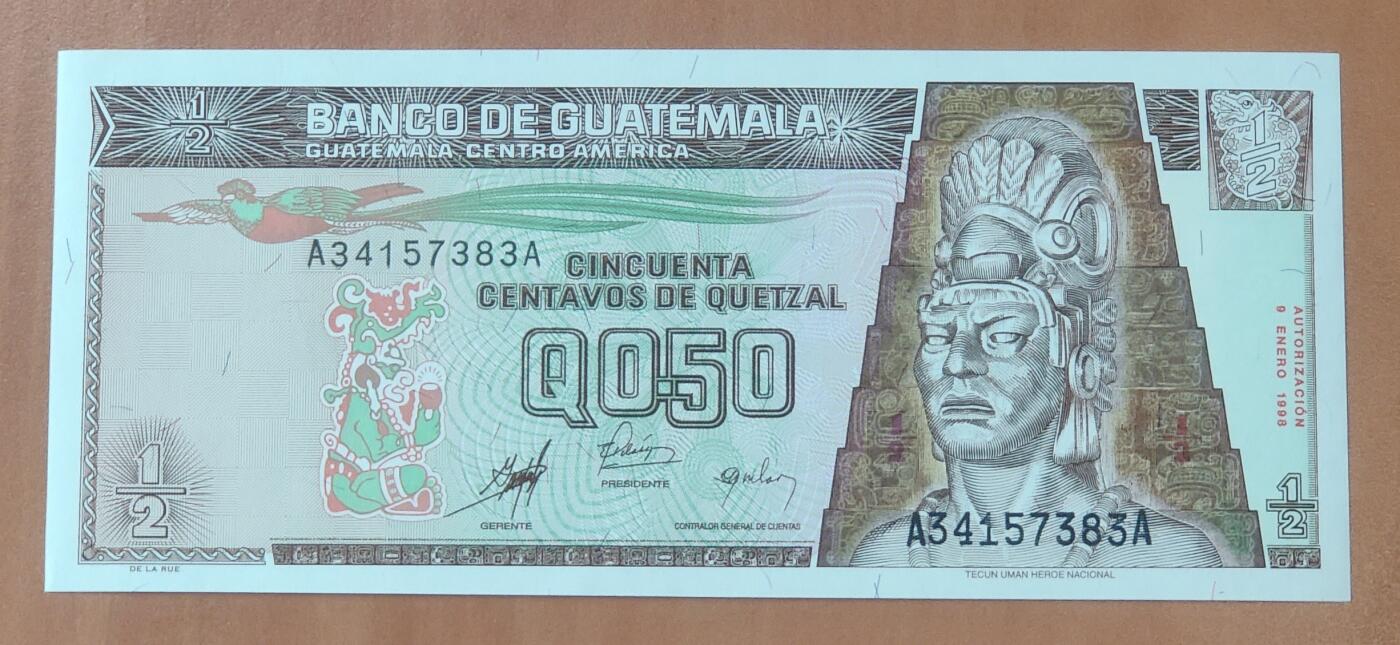 1/2
BANCO DE GUATEMALA
GUATEMALA CENTRO AMERICA
1/2
A34157383A
CINCUENTA
CENTAVOS DE QUETZAL
Q0.50
AUTORIZACIÓN
9 ENERO 1998
1/2
GERENTE
PRESIDENTE
CONTRALOR GENERAL DE CUENTAS
A34157383A
1/2
DE LA RUE
TECUN UMAN HEROE NACIONAL